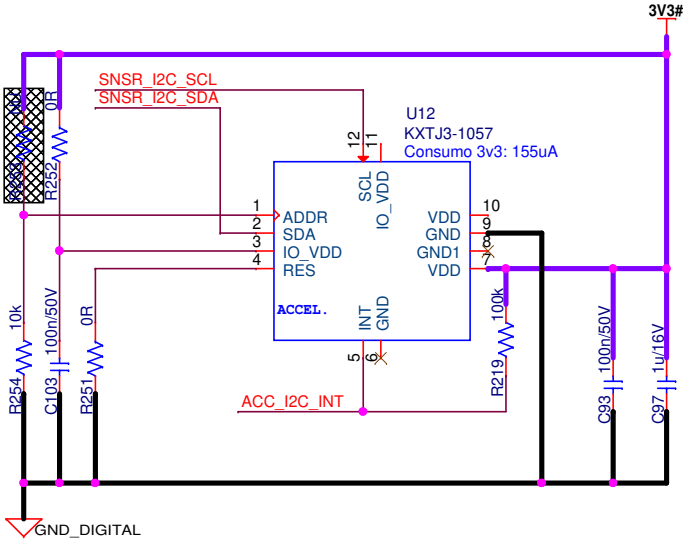 3V3#
SNSR_I2C_SCL
SNSR_I2C_SDA
U12
KXTJ3-1057
Consumo 3v3: 155uA
0R
R252
12
11
SCL
IO_VDD
1
ADDR
2
SDA
3
IO_VDD
4
RES
10
VDD
9
GND
8
GND1
7
VDD
ACCEL.
INT
GND
5
6
10k
R254
100n/50V
C103
0R
R251
100k
R219
100n/50V
C93
1u/16V
C97
ACC_I2C_INT
GND_DIGITAL